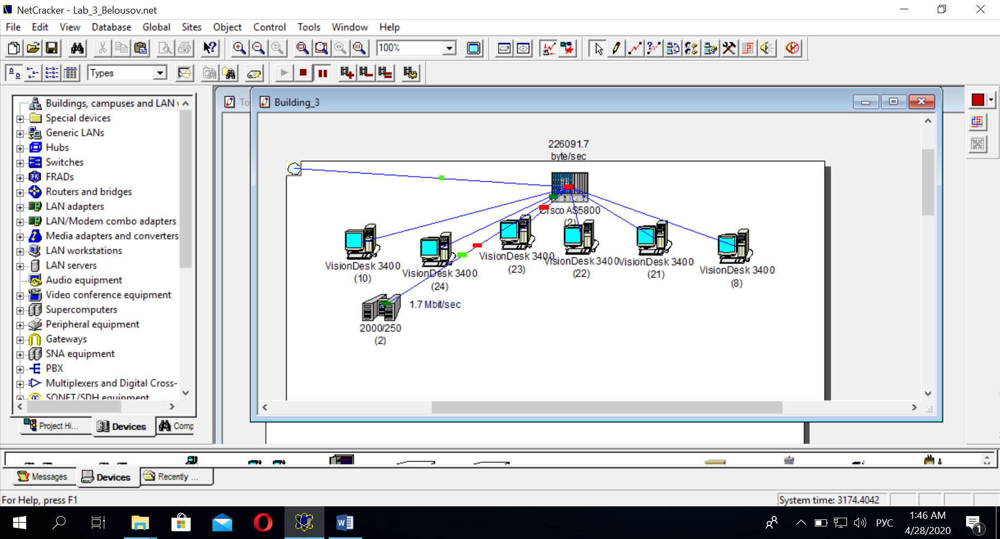 NetCracker - Lab_3_Belousov.net
File Edit View Database Global Sites Object Control Tools Window Help
100%
Types
Buildings, campuses and LAN
Special devices
Generic LANs
Hubs
Switches
FRADs
Routers and bridges
LAN adapters
LAN/Modem combo adapters
Media adapters and converters
LAN workstations
LAN servers
Audio equipment
Video conference equipment
Supercomputers
Peripheral equipment
Gateways
SNA equipment
PBX
Multiplexers and Digital Cross-
SONET/SDH equipment
Project Hi...
Devices
Comp
To
Building_3
226091.7
byte/sec
Cisco AS5800
(2)
VisionDesk 3400
(10)
VisionDesk 3400
(24)
VisionDesk 3400
(23)
VisionDesk 3400
(22)
VisionDesk 3400
(21)
VisionDesk 3400
(8)
1.7 Mbit/sec
2000/250
(2)
Messages
Devices
Recently ...
For Help, press F1
System time: 3174.4042
РУС
1:46 AM
4/28/2020
1